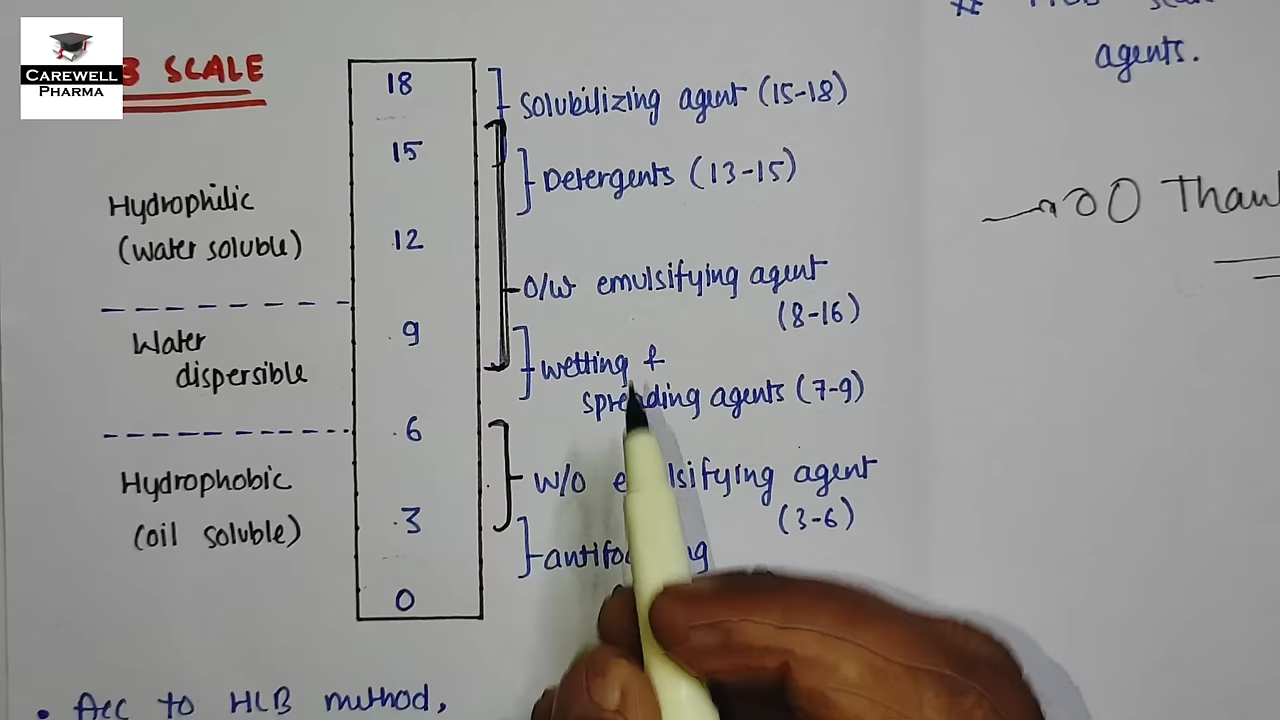 CAREWELL
PHARMA
B SCALE
18
15
12
9
6
3
0
Hydrophilic
(water soluble)
Water
dispersible
Hydrophobic
(oil soluble)
Solubilizing agent (15-18)
Detergents (13-15)
O/W emulsifying agent
(8-16)
Wetting &
spreading agents (7-9)
W/O emulsifying agent
(3-6)
• Acc to HLB method,
agents.